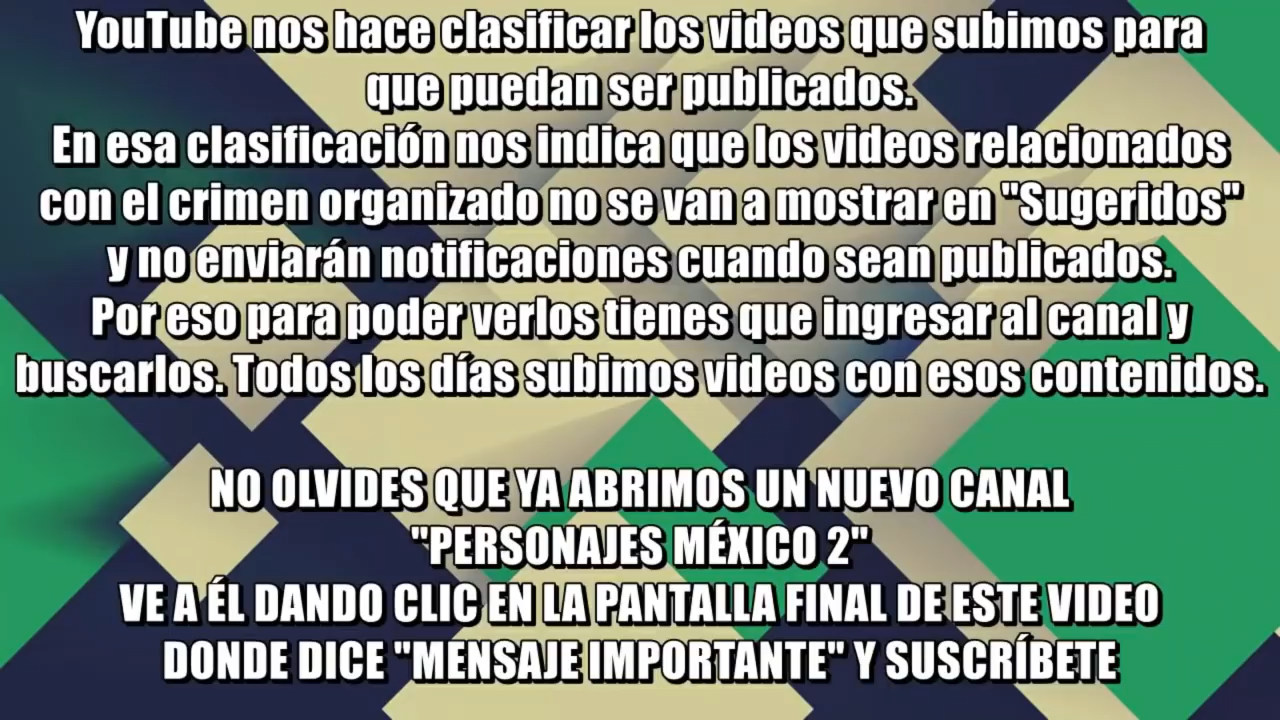 YouTube nos hace clasificar los videos que subimos para
que puedan ser publicados.
En esa clasificación nos indica que los videos relacionados
con el crimen organizado no se van a mostrar en "Sugeridos"
y no enviarán notificaciones cuando sean publicados.
Por eso para poder verlos tienes que ingresar al canal y
buscarlos. Todos los días subimos videos con esos contenidos.
NO OLVIDES QUE YA ABRIMOS UN NUEVO CANAL
"PERSONAJES MÉXICO 2"
VE A ÉL DANDO CLIC EN LA PANTALLA FINAL DE ESTE VIDEO
DONDE DICE "MENSAJE IMPORTANTE" Y SUSCRÍBETE